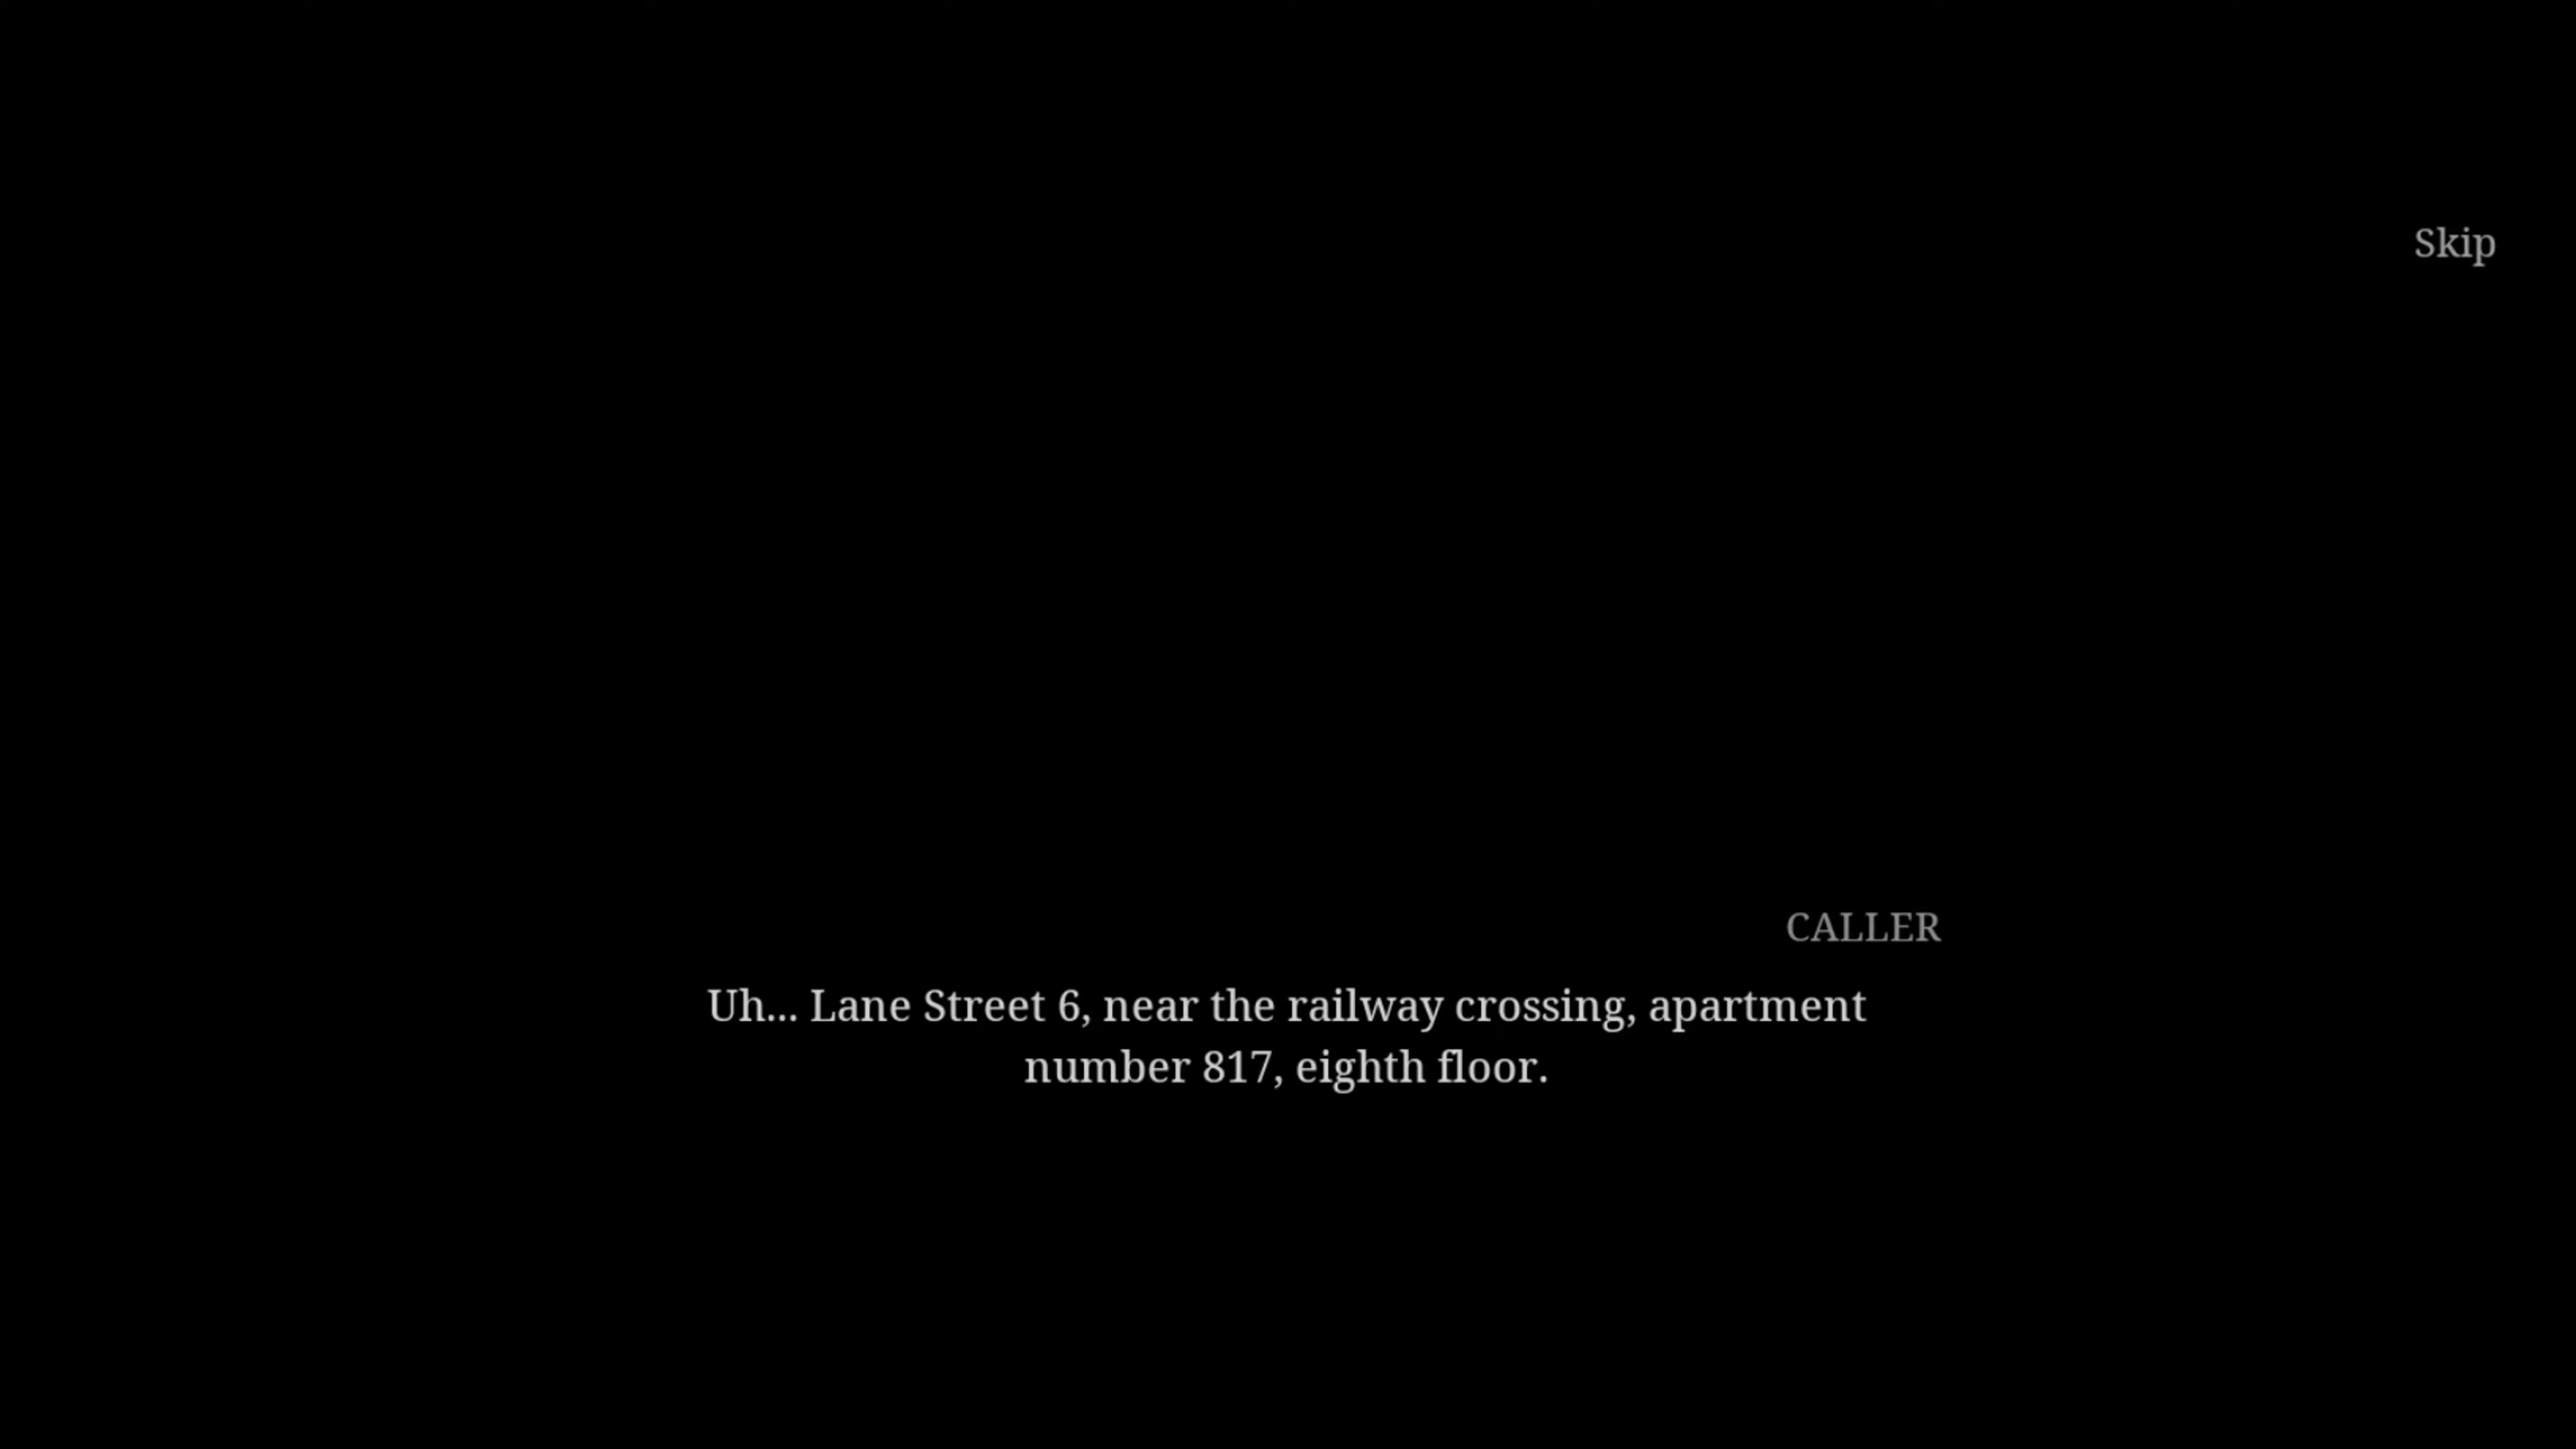 Skip
CALLER
Uh... Lane Street 6, near the railway crossing, apartment
number 817, eighth floor.